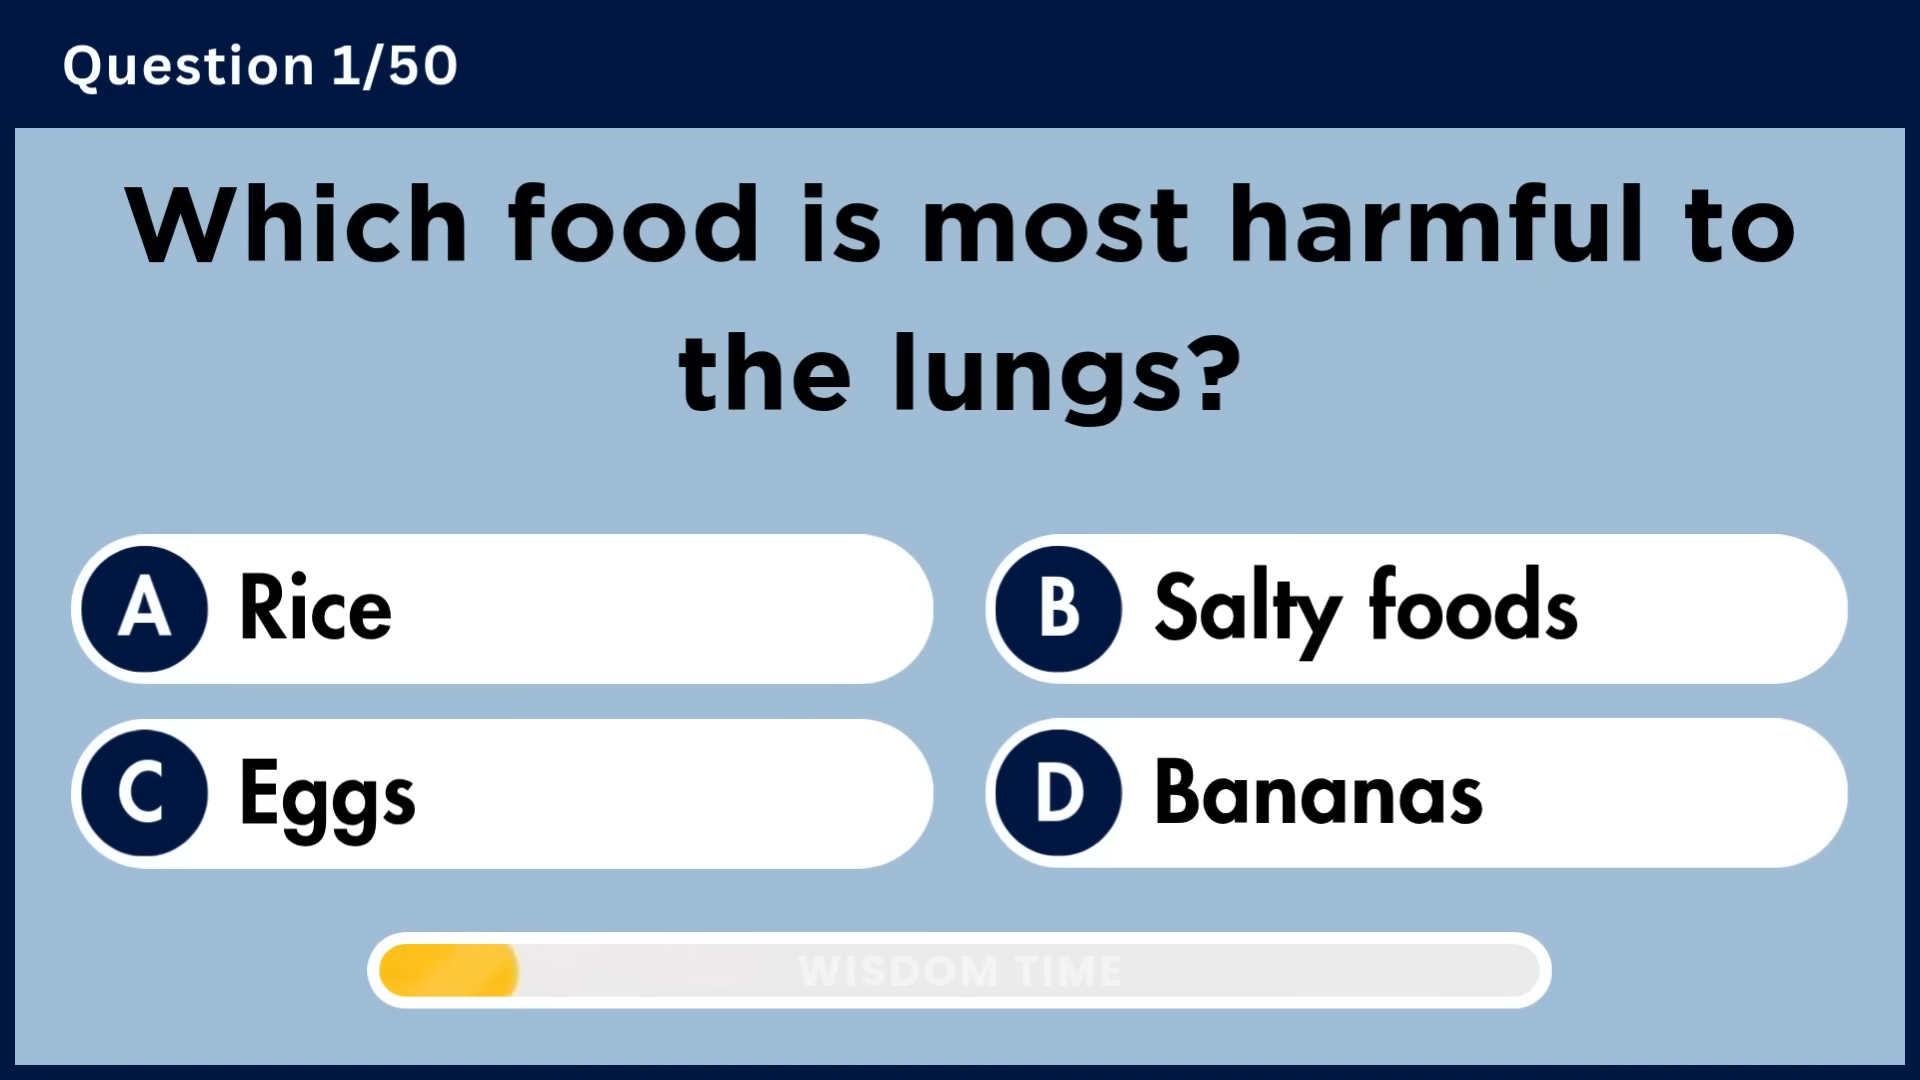 Question 1/50
Which food is most harmful to
the lungs?
A Rice
B Salty foods
C Eggs
D Bananas
WISDOM TIME